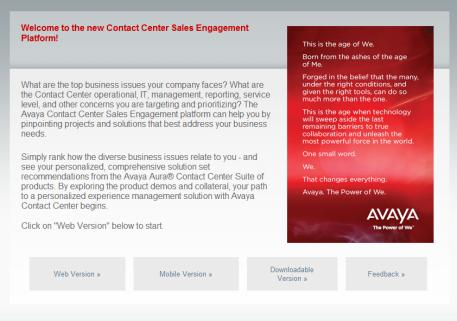 Welcome to the new Contact Center Sales Engagement
Platform!
What are the top business issues your company faces? What are
the Contact Center operational, IT, management, reporting, service
level, and other concerns you are targeting and prioritizing? The
Avaya Contact Center Sales Engagement platform can help you by
pinpointing projects and solutions that best address your business
needs.
Simply rank how the diverse business issues relate to you - and
see your personalized, comprehensive solution set
recommendations from the Avaya Aura® Contact Center Suite of
products. By exploring the product demos and collateral, your path
to a personalized experience management solution with Avaya
Contact Center begins.
Click on "Web Version" below to start.
This is the age of We.
Born from the ashes of the age
of Me.
Forged in the belief that the many,
under the right conditions, and
given the right tools, can do so
much more than the one.
This is the age when technology
will sweep aside the last
remaining barriers to true
collaboration and unleash the
most powerful force in the world.
One small word.
We.
That changes everything.
Avaya. The Power of We.
AVAYA
The Power of We™
Web Version »
Mobile Version »
Downloadable
Version »
Feedback »